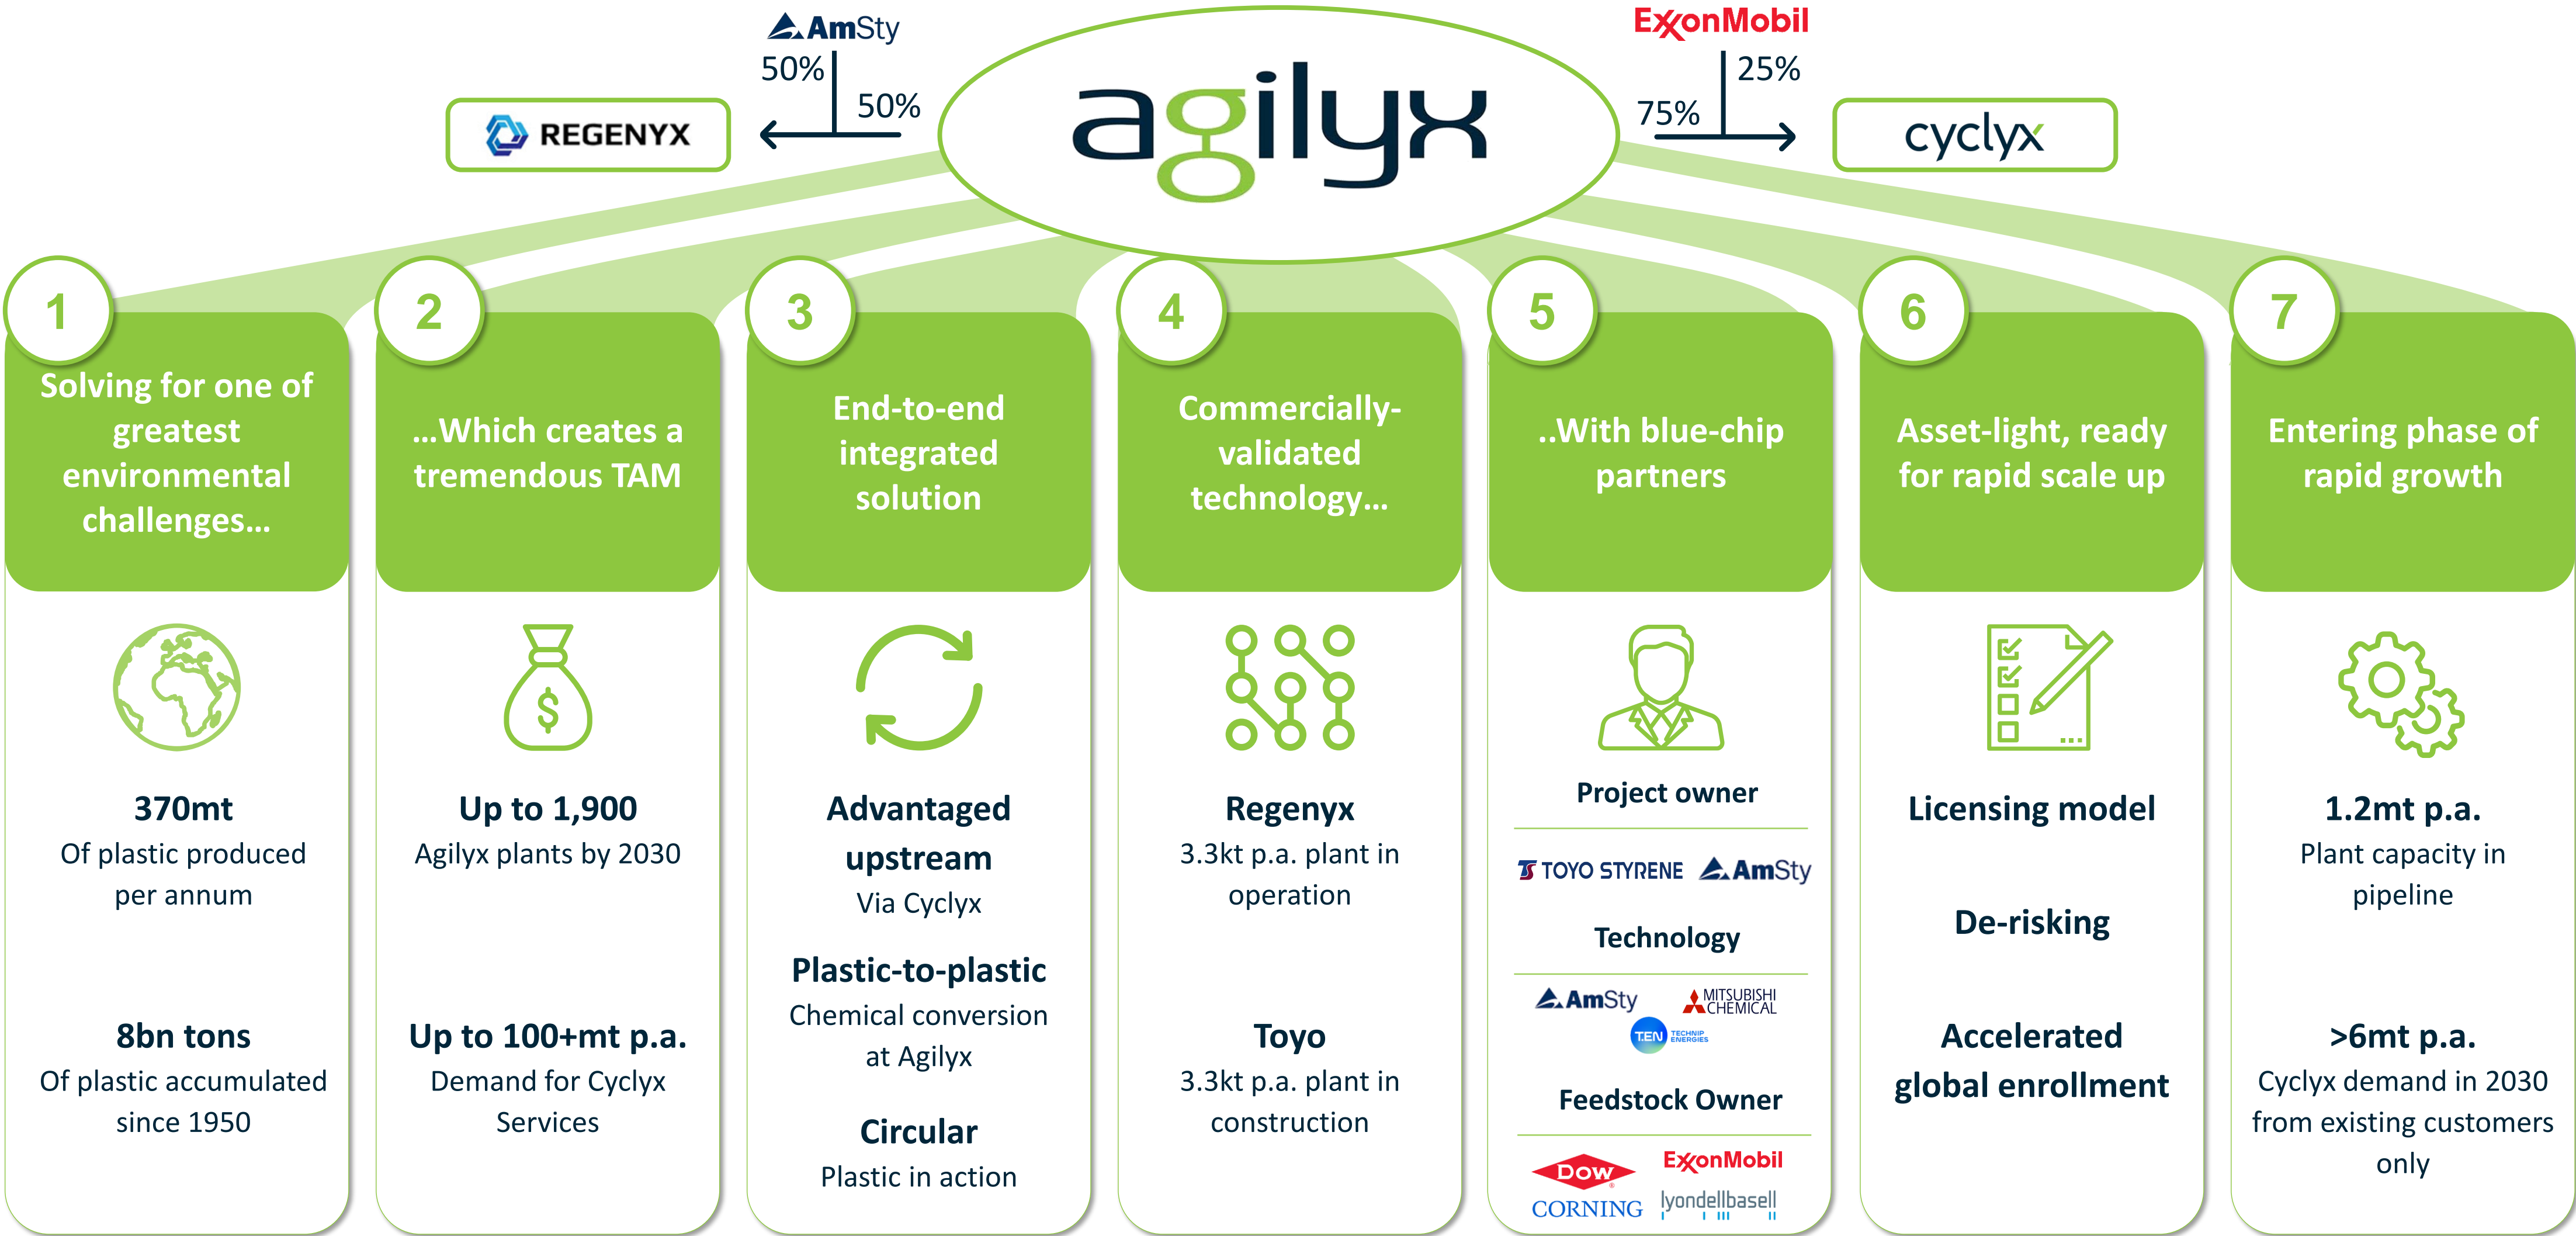 AmSty
50%
50%
REGENYX
agilyx
ExxonMobil
25%
75%
cyclyx
1
Solving for one of
greatest
environmental
challenges...
370mt
Of plastic produced
per annum
8bn tons
Of plastic accumulated
since 1950
2
...Which creates a
tremendous TAM
$
Up to 1,900
Agilyx plants by 2030
Up to 100+mt p.a.
Demand for Cyclyx
Services
3
End-to-end
integrated
solution
Advantaged
upstream
Via Cyclyx
Plastic-to-plastic
Chemical conversion
at Agilyx
Circular
Plastic in action
4
Commercially-
validated
technology...
Regenyx
3.3kt p.a. plant in
operation
Toyo
3.3kt p.a. plant in
construction
5
..With blue-chip
partners
Project owner
TS TOYO STYRENE AmSty
Technology
AmSty
MITSUBISHI
CHEMICAL
T.EN TECHNIP
ENERGIES
Feedstock Owner
DOW
ExxonMobil
CORNING
lyondellbasell
6
Asset-light, ready
for rapid scale up
Licensing model
De-risking
Accelerated
global enrollment
7
Entering phase of
rapid growth
1.2mt p.a.
Plant capacity in
pipeline
>6mt p.a.
Cyclyx demand in 2030
from existing customers
only